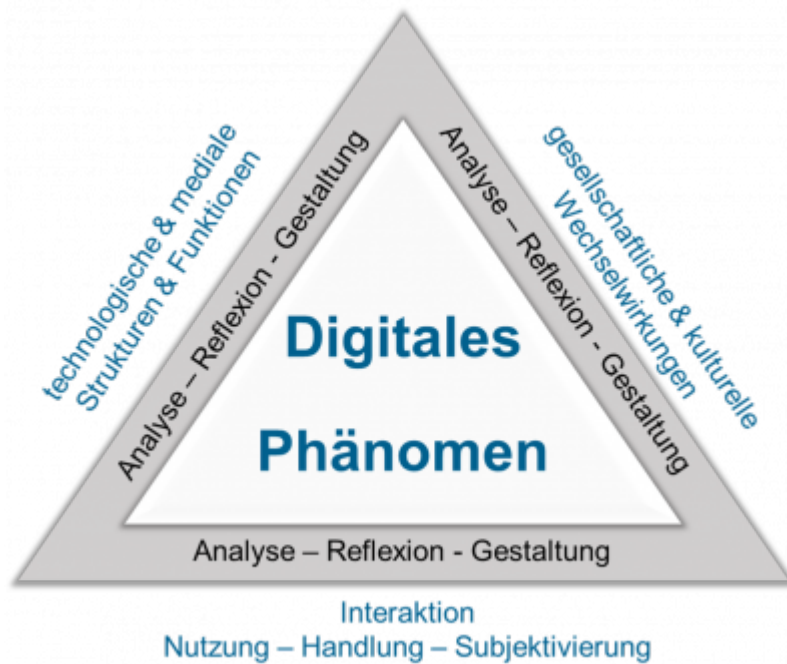 technologische & mediale
Strukturen & Funktionen
Analyse – Reflexion - Gestaltung
gesellschaftliche & kulturelle
Wechselwirkungen
Analyse – Reflexion - Gestaltung
Digitales
Phänomen
Analyse – Reflexion - Gestaltung
Interaktion
Nutzung – Handlung – Subjektivierung